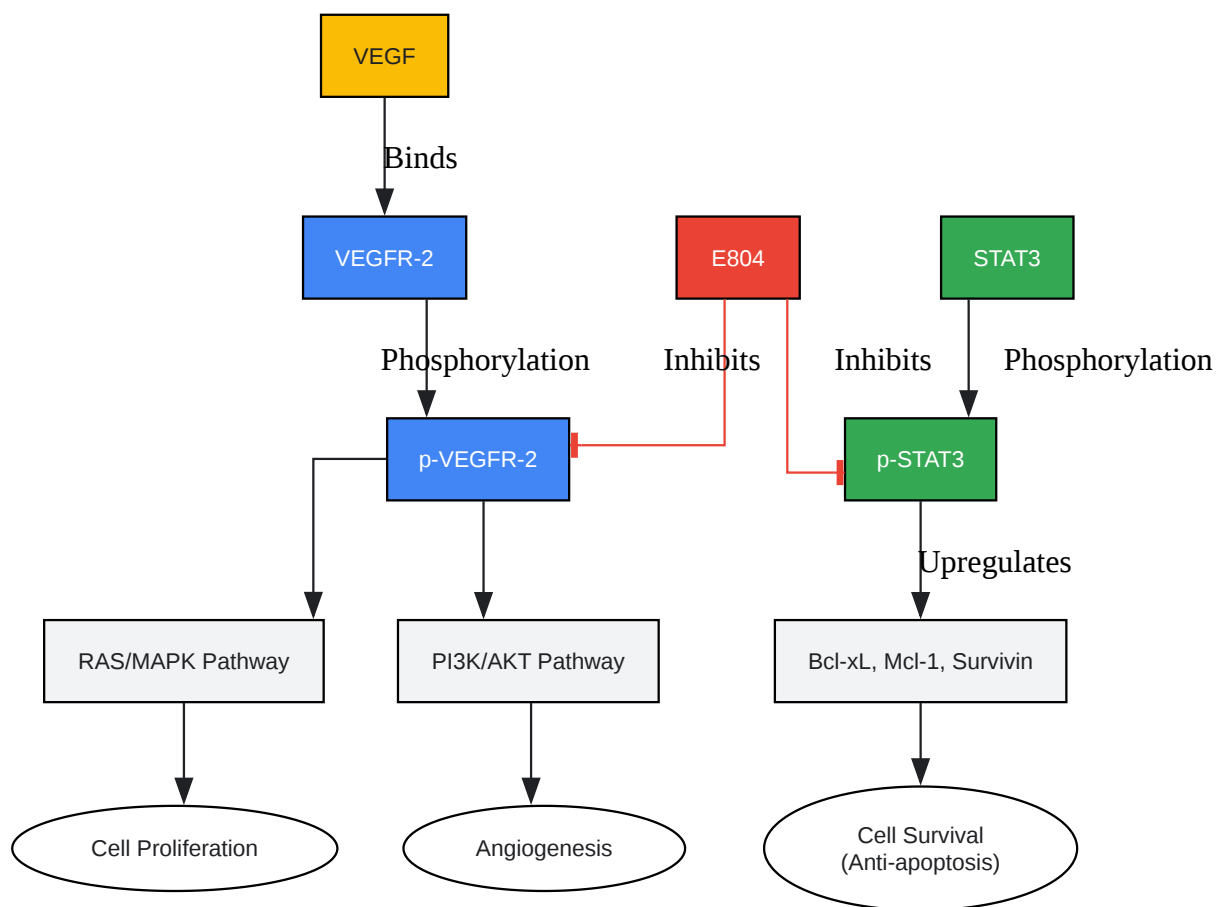 VEGF
Binds
VEGFR-2
E804
STAT3
Phosphorylation
Inhibits
Inhibits
Phosphorylation
p-VEGFR-2
p-STAT3
Upregulates
RAS/MAPK Pathway
PI3K/AKT Pathway
Bcl-xL, Mcl-1, Survivin
Cell Proliferation
Angiogenesis
Cell Survival
(Anti-apoptosis)